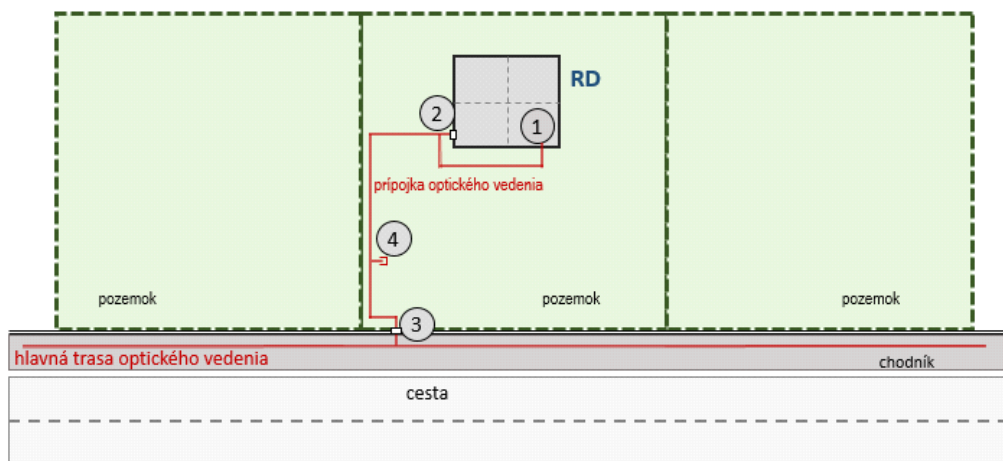 RD
2
1
prípojka optického vedenia
4
pozemok
pozemok
pozemok
3
hlavná trasa optického vedenia
chodník
cesta